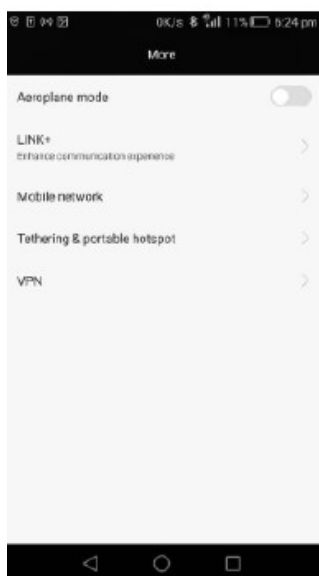 0K/s 11% 6:24 pm
More
Aeroplane mode
LINK+
Enhance communication experience
Mobile network
Tethering & portable hotspot
VPN